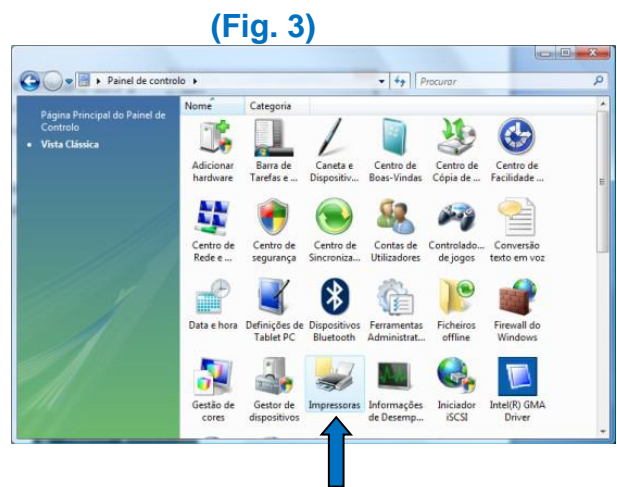 (Fig. 3)
Painel de controlo
Procurar
Página Principal do Painel de
Controlo
Vista Clássica
Nome Categoria
Adicionar hardware
Barra de Tarefas e ...
Caneta e Dispositiv...
Centro de Boas-Vindas
Centro de Cópia de ...
Centro de Facilidade ...
Centro de Rede e ...
Centro de segurança
Centro de Sincroniza...
Contas de Utilizadores
Controlado... de jogos
Conversão texto em voz
Data e hora
Definições de Tablet PC
Dispositivos Bluetooth
Ferramentas Administrat...
Ficheiros offline
Firewall do Windows
Gestão de cores
Gestor de dispositivos
Impressoras
Informações de Desemp...
Iniciador iSCSI
Intel(R) GMA Driver